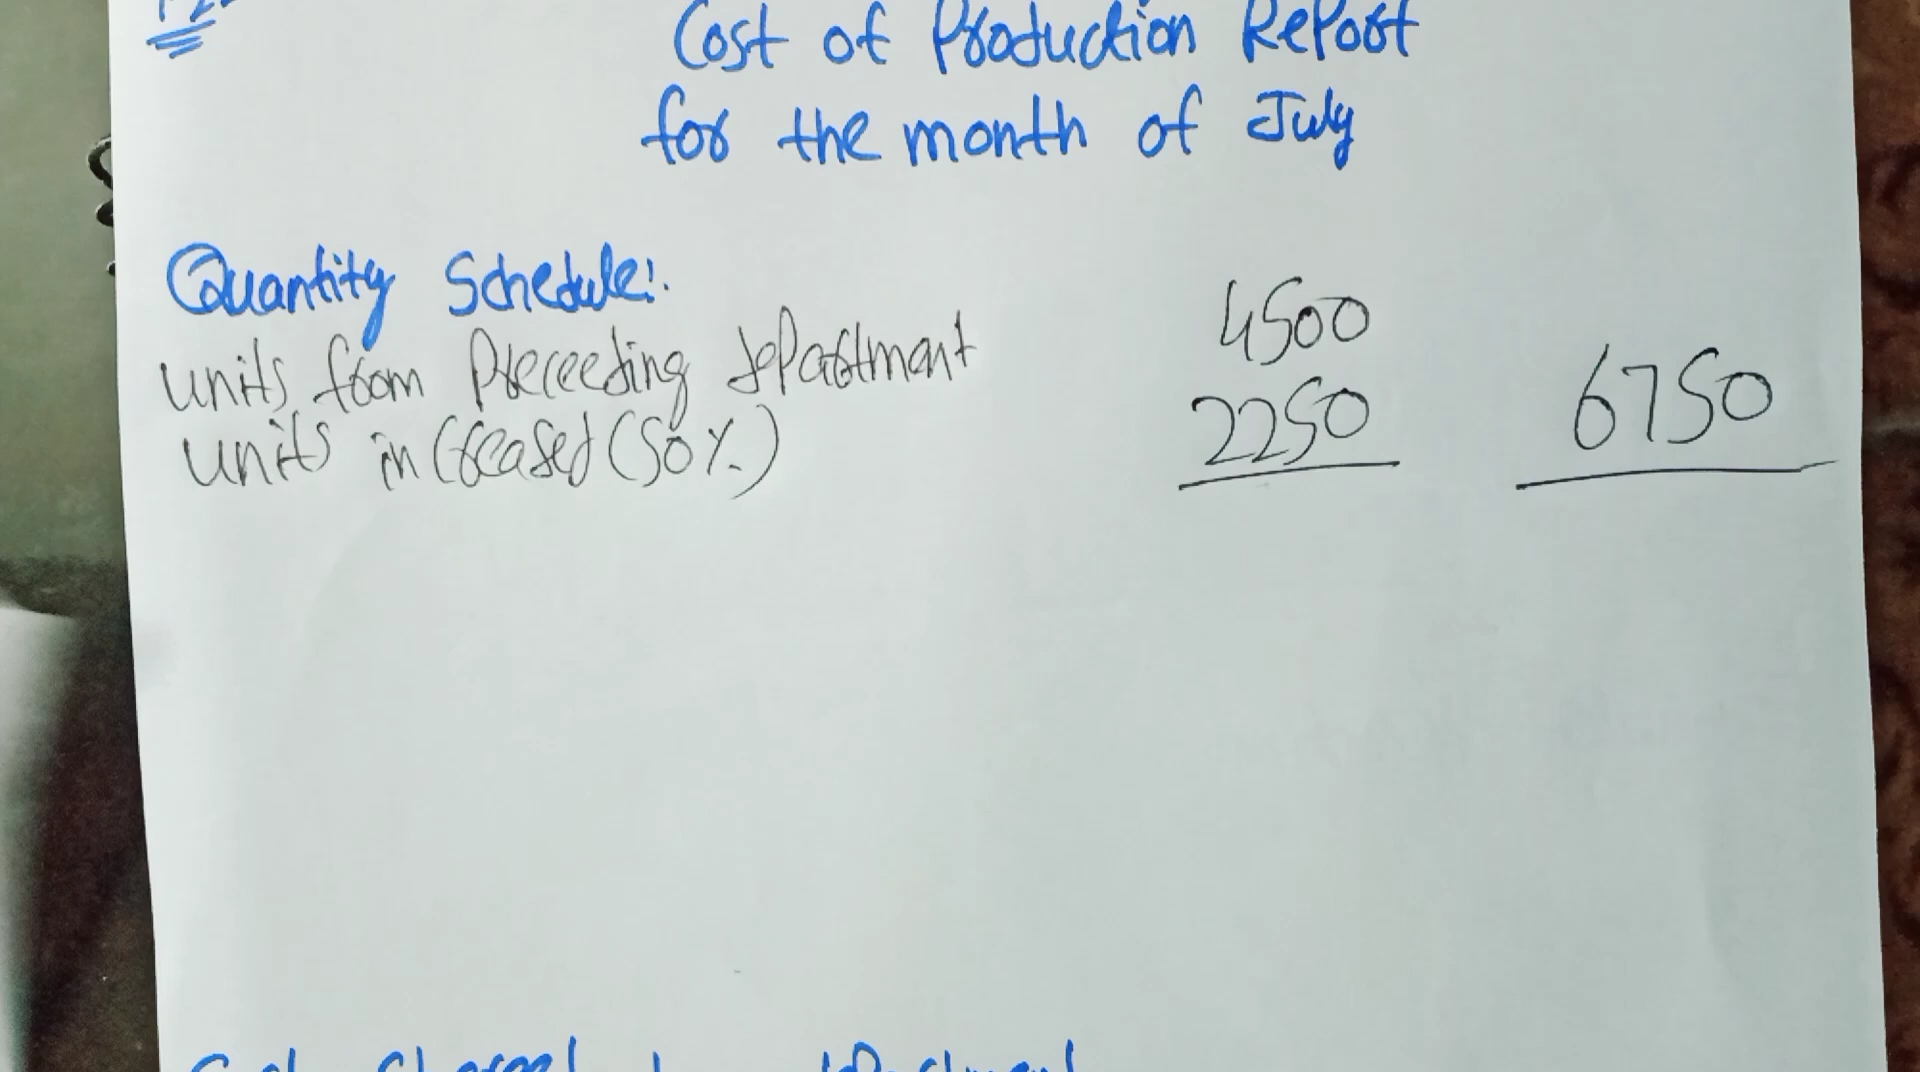 Cost of Production Report
for the month of July
Quantity Schedule:.
units from Preceeding department 4500
units increased (50%) 2250 6750